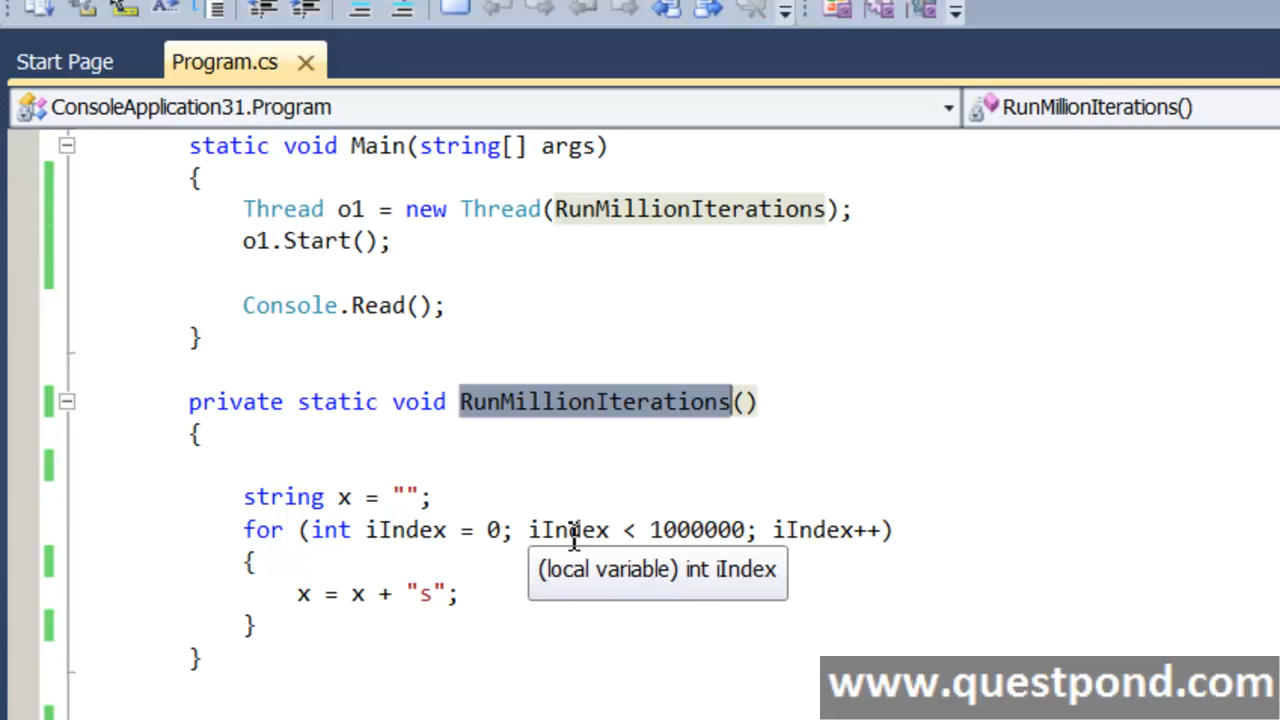 Start Page Program.cs
ConsoleApplication31.Program RunMillionIterations()
static void Main(string[] args)
{
Thread o1 = new Thread(RunMillionIterations);
o1.Start();
Console.Read();
}
private static void RunMillionIterations()
{
string x = "";
for (int iIndex = 0; iIndex < 1000000; iIndex++)
{
(local variable) int iIndex
x = x + "s";
}
}
www.questpond.com